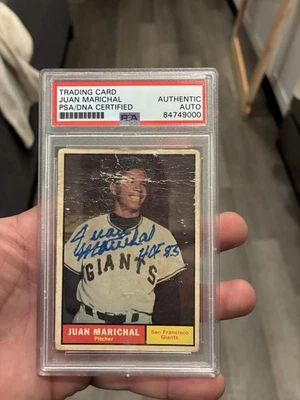 TRADING CARD
JUAN MARICHAL
PSA/DNA CERTIFIED
AUTHENTIC
AUTO
84749000
PSA
Juan
Marichal
HOF 83
GIANTS
JUAN MARICHAL
Pitcher
San Francisco
Giants